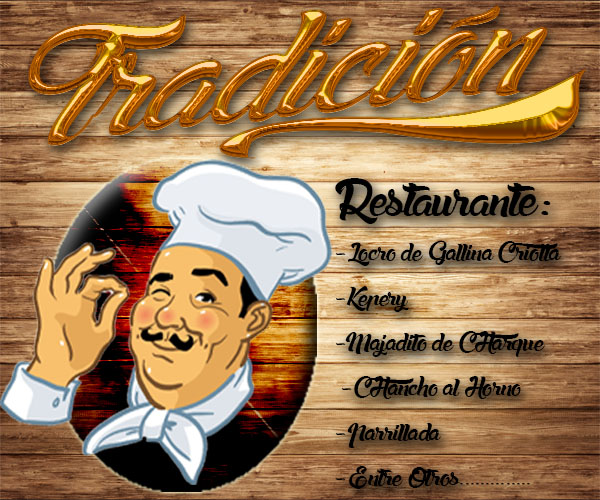 Tradición
Restaurante:
-Locro de Gallina Criolla
-Kepery
-Majadito de CHarque
-CHancho al Horno
-Parrillada
-Entre Otros..............